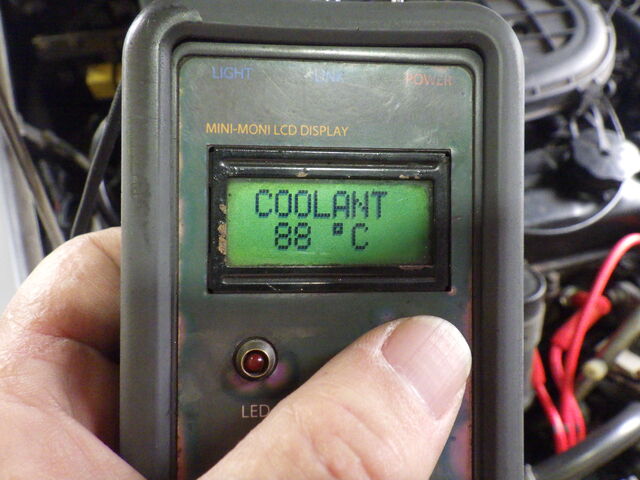 LIGHT LINK POWER
MINI-MONI LCD DISPLAY
COOLANT
88 °C
LED